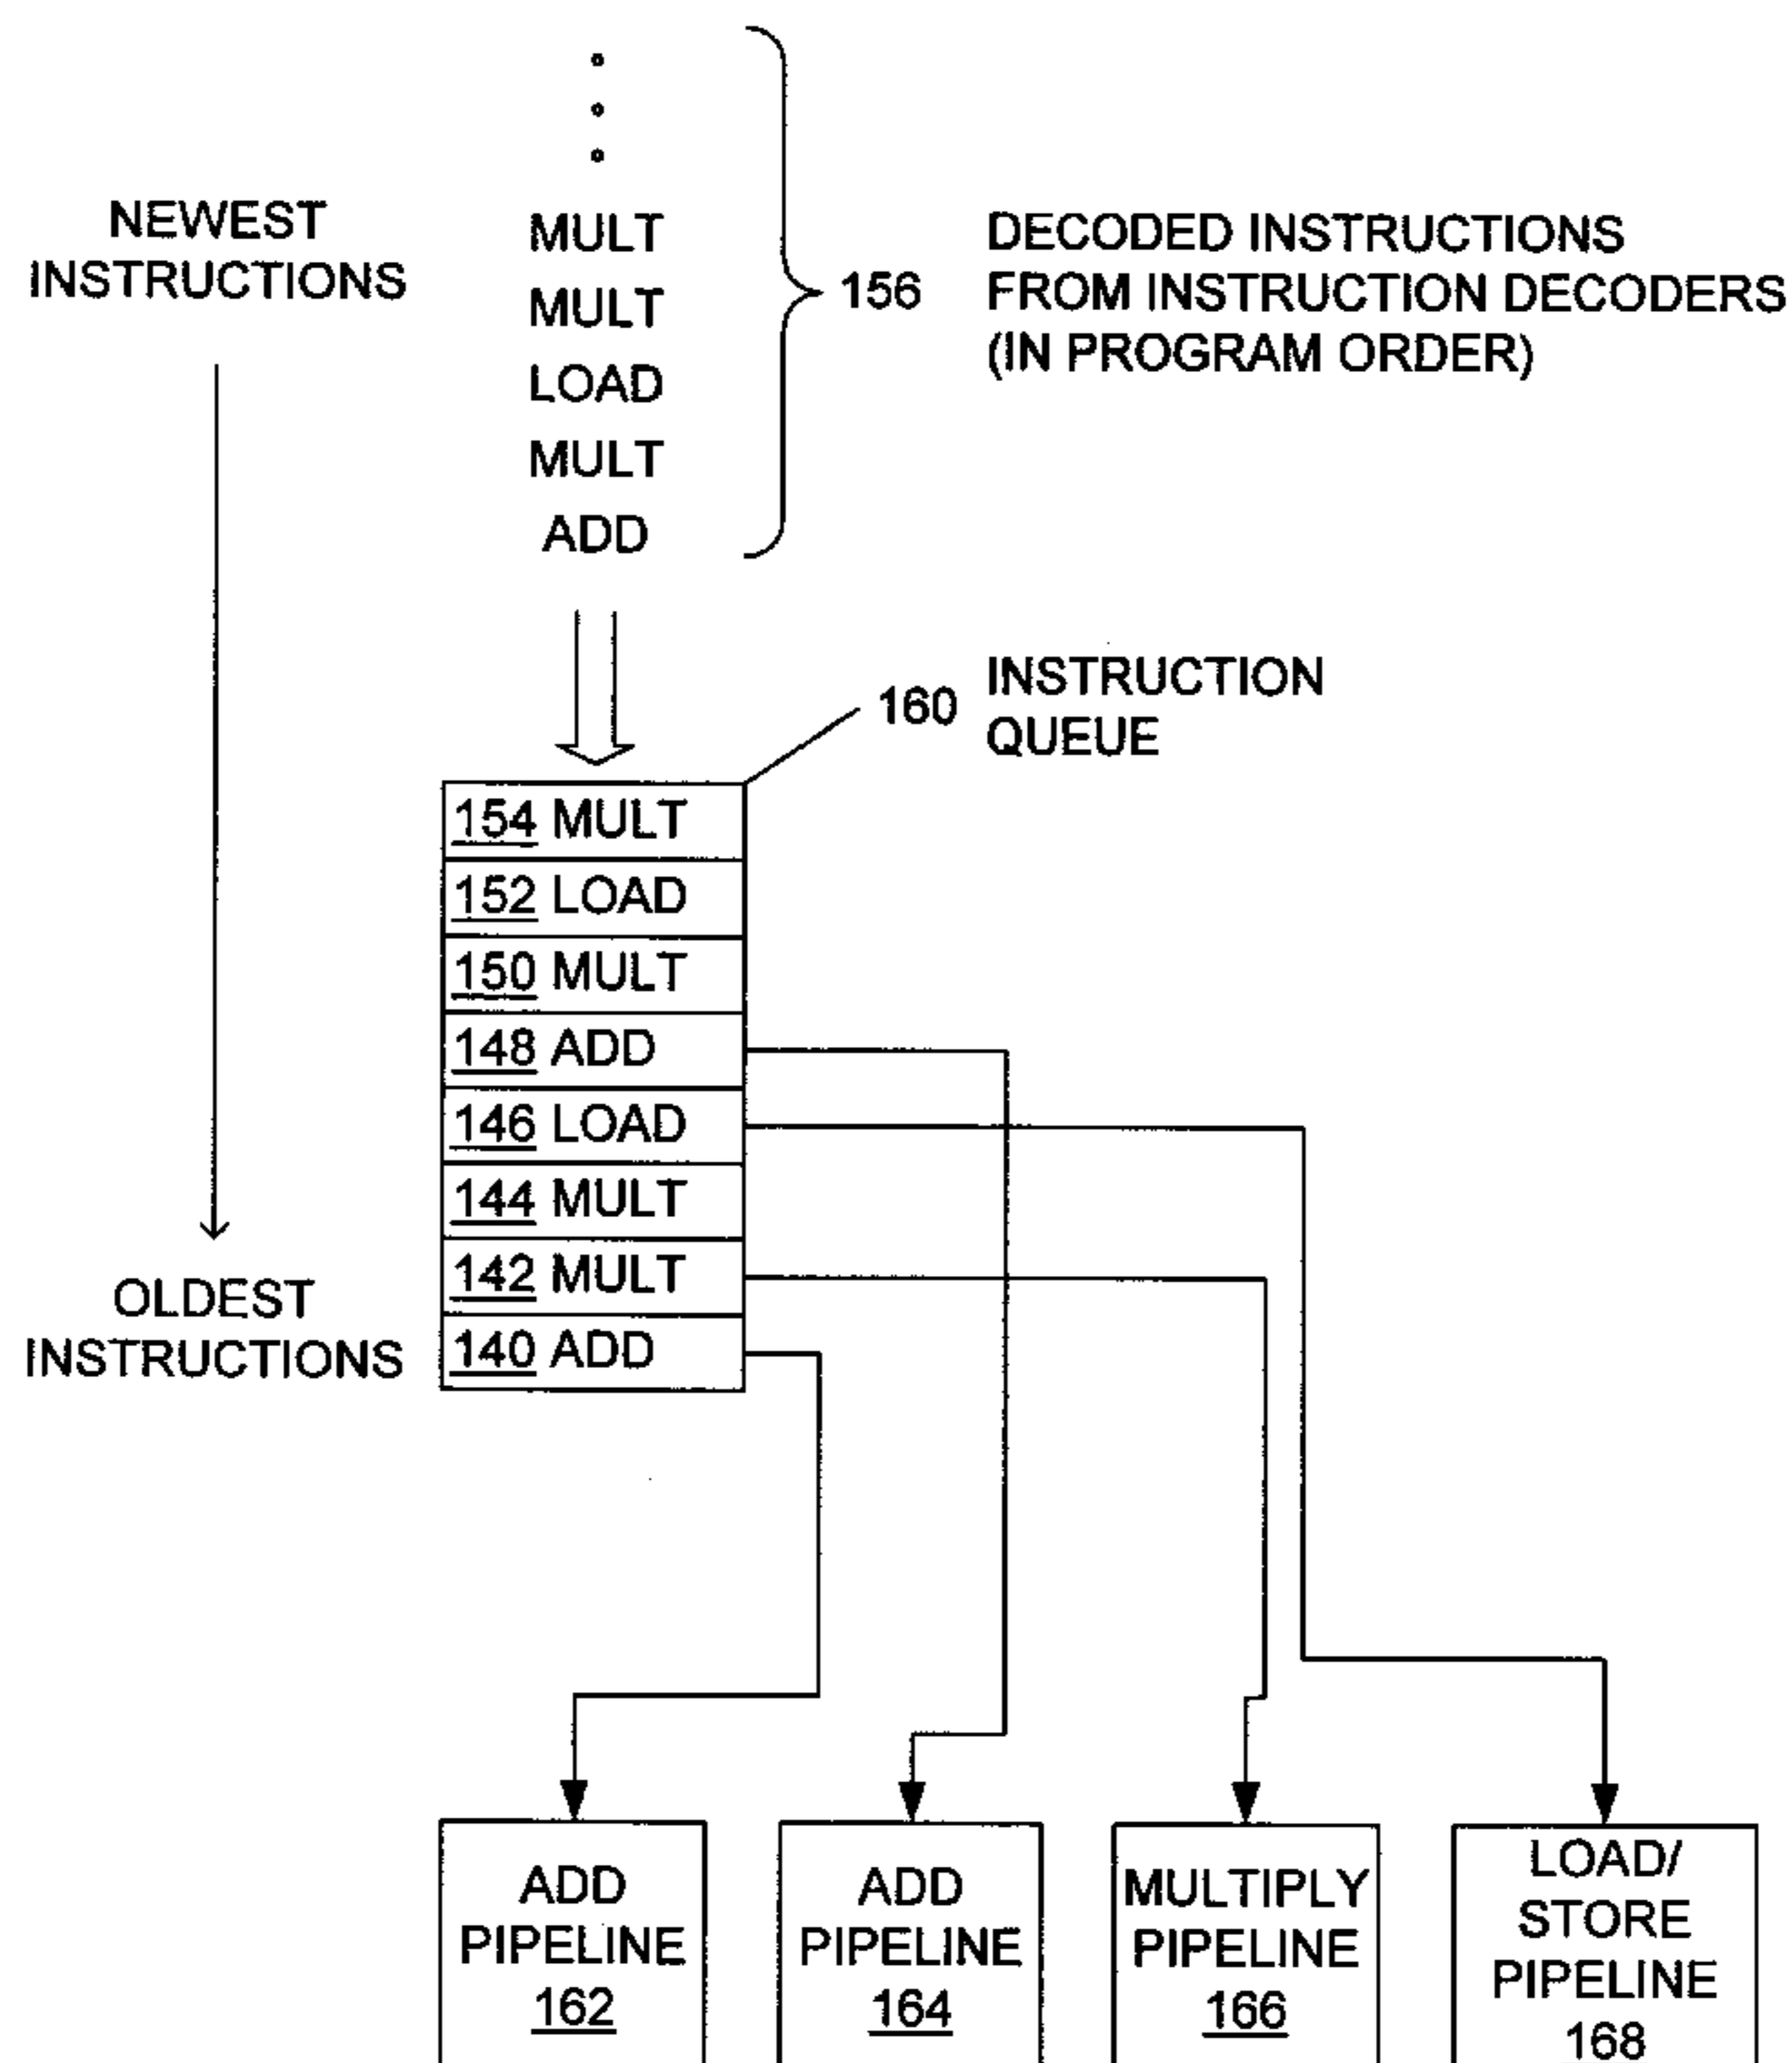 NEWEST
INSTRUCTIONS
MULT
MULT
LOAD
MULT
ADD
156
DECODED INSTRUCTIONS
FROM INSTRUCTION DECODERS
(IN PROGRAM ORDER)
160
INSTRUCTION
QUEUE
154 MULT
152 LOAD
150 MULT
148 ADD
146 LOAD
144 MULT
142 MULT
140 ADD
OLDEST
INSTRUCTIONS
ADD
PIPELINE
162
ADD
PIPELINE
164
MULTIPLY
PIPELINE
166
LOAD/
STORE
PIPELINE
168